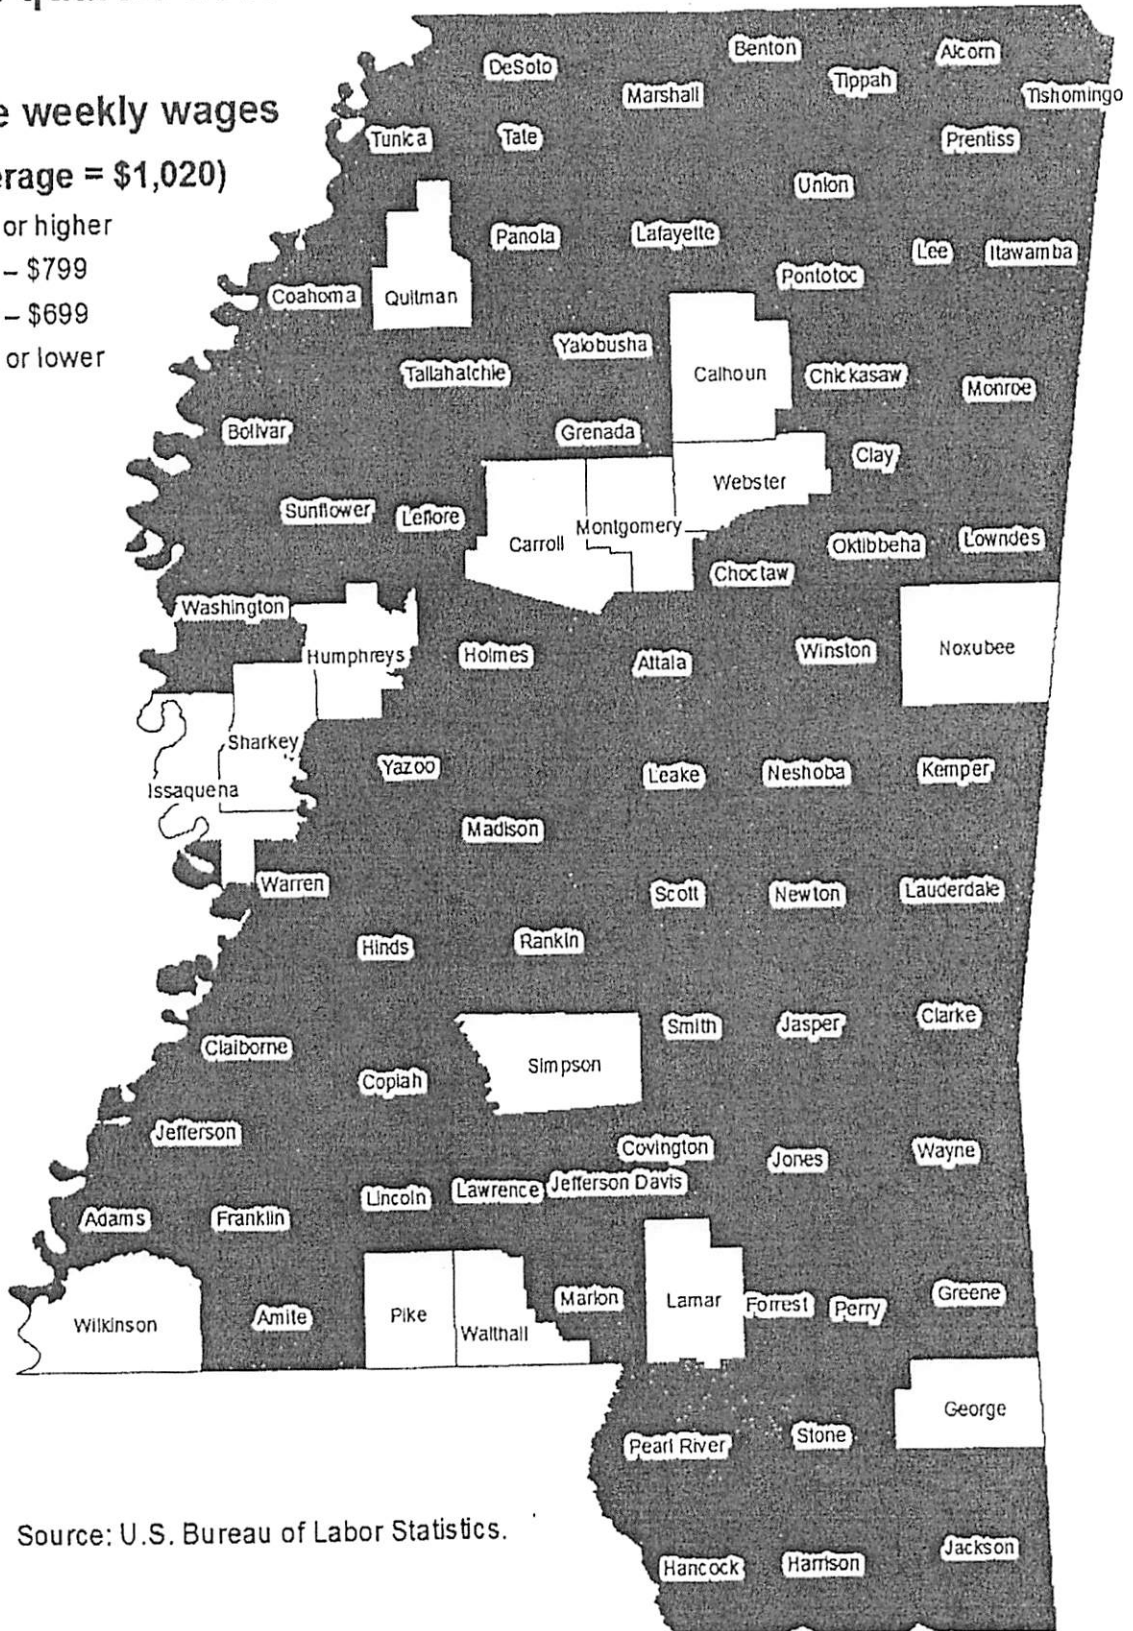 e weekly wages
erage = $1,020)
or higher
– $799
– $699
or lower
DeSoto
Benton
Alcorn
Marshall
Tippah
Tishomingo
Tunica
Tate
Prentiss
Union
Panola
Lafayette
Lee
Itawamba
Pontotoc
Coahoma
Quitman
Yalobusha
Tallahatchie
Calhoun
Chickasaw
Monroe
Bolivar
Grenada
Clay
Webster
Sunflower
Leflore
Carroll
Montgomery
Oktibbeha
Lowndes
Choctaw
Washington
Humphreys
Holmes
Attala
Winston
Noxubee
Sharkey
Yazoo
Leake
Neshoba
Kemper
Issaquena
Madison
Warren
Scott
Newton
Lauderdale
Hinds
Rankin
Claiborne
Simpson
Smith
Jasper
Clarke
Copiah
Jefferson
Covington
Jones
Wayne
Lincoln
Lawrence
Jefferson Davis
Adams
Franklin
Wilkinson
Amite
Pike
Walthall
Marion
Lamar
Forrest
Perry
Greene
George
Pearl River
Stone
Hancock
Harrison
Jackson
Source: U.S. Bureau of Labor Statistics.